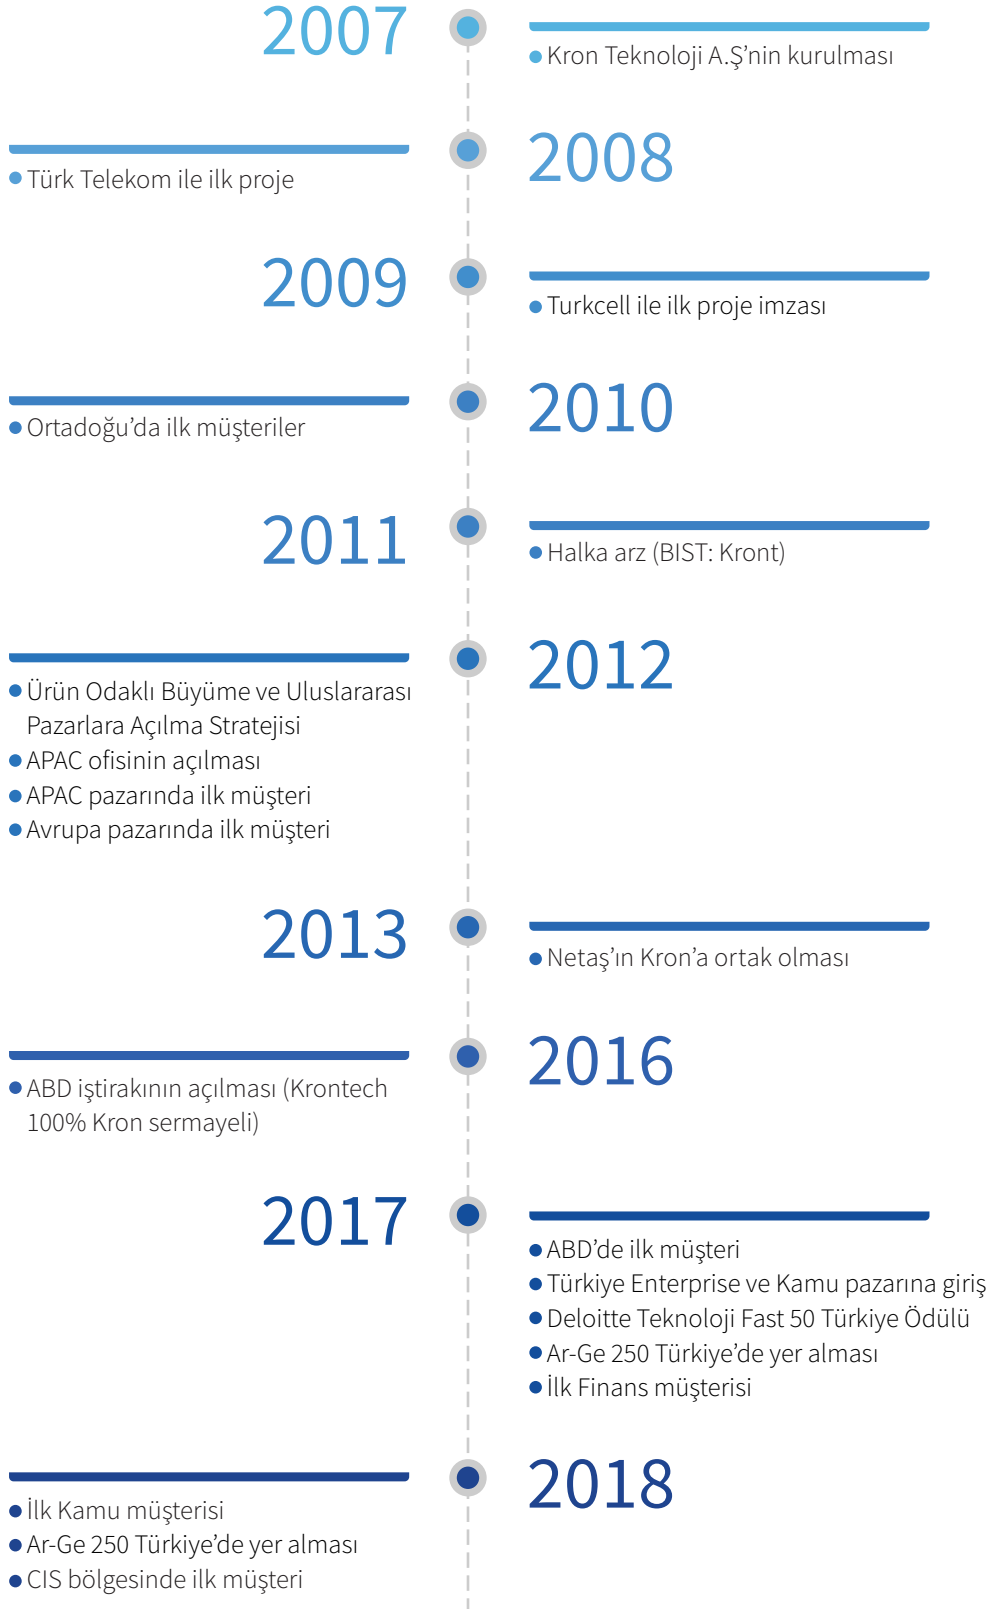 2007
Kron Teknoloji A.Ş’nin kurulması
2008
Türk Telekom ile ilk proje
2009
Turkcell ile ilk proje imzası
2010
Ortadoğu’da ilk müşteriler
2011
Halka arz (BIST: Kront)
2012
Ürün Odaklı Büyüme ve Uluslararası
Pazarlara Açılma Stratejisi
APAC ofisinin açılması
APAC pazarında ilk müşteri
Avrupa pazarında ilk müşteri
2013
Netaş’ın Kron’a ortak olması
2016
ABD iştirakının açılması (Krontech
100% Kron sermayeli)
2017
ABD’de ilk müşteri
Türkiye Enterprise ve Kamu pazarına giriş
Deloitte Teknoloji Fast 50 Türkiye Ödülü
Ar-Ge 250 Türkiye’de yer alması
İlk Finans müşterisi
2018
İlk Kamu müşterisi
Ar-Ge 250 Türkiye’de yer alması
CIS bölgesinde ilk müşteri